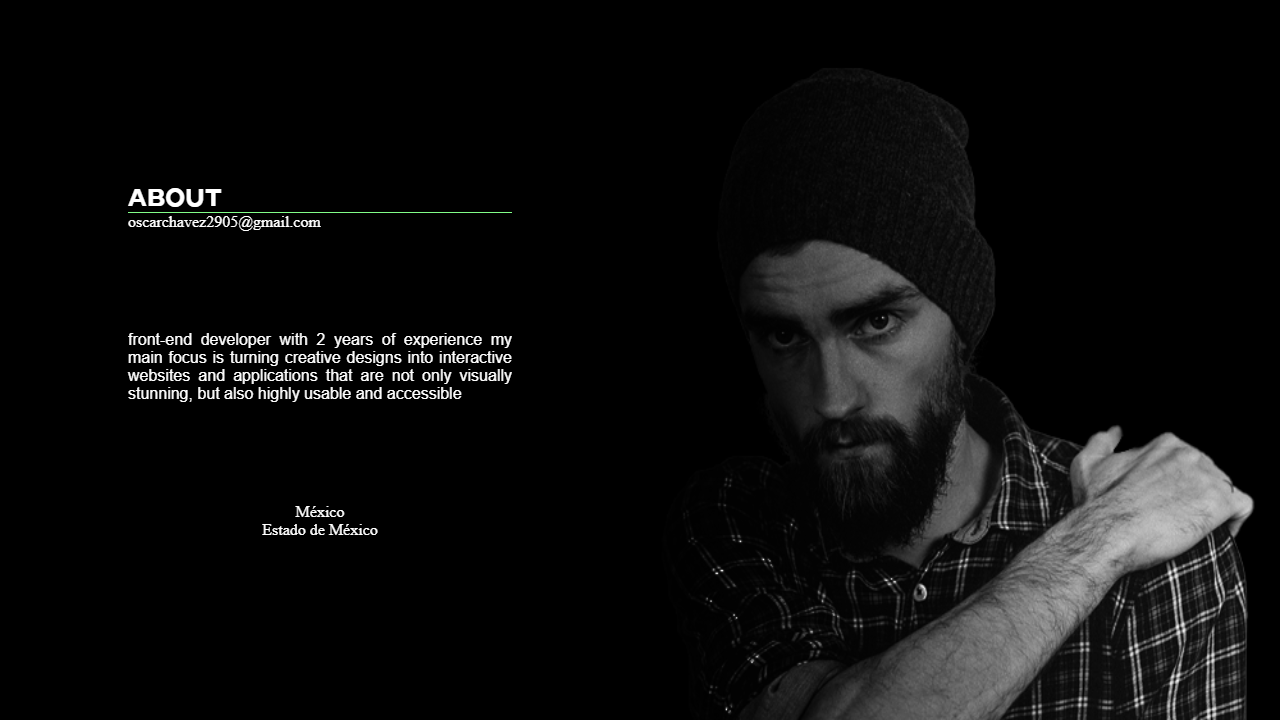 ABOUT
oscarchavez2905@gmail.com
front-end developer with 2 years of experience my
main focus is turning creative designs into interactive
websites and applications that are not only visually
stunning, but also highly usable and accessible
México
Estado de México